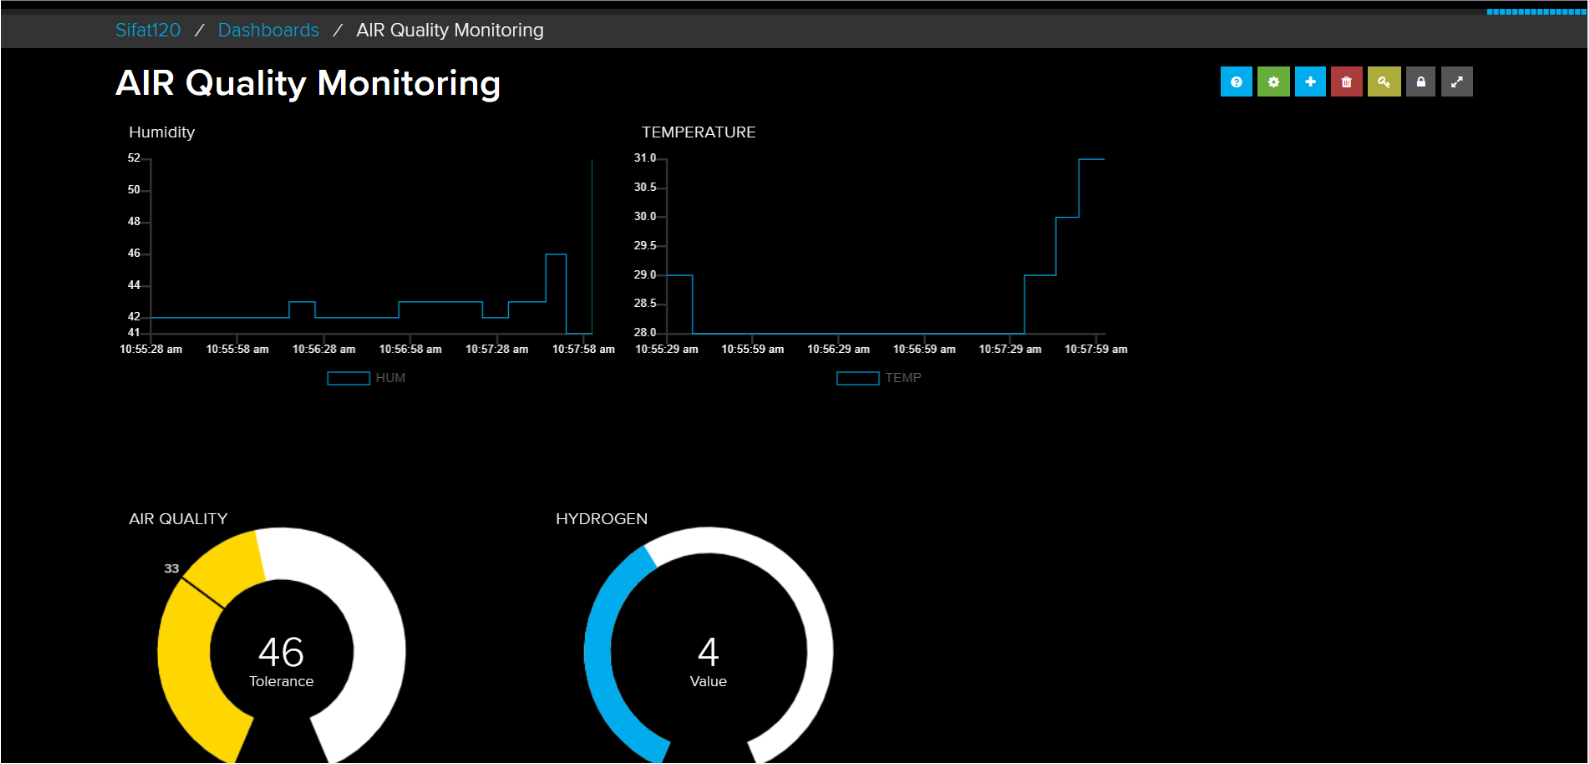 Sifat120 / Dashboards / AIR Quality Monitoring
AIR Quality Monitoring
Humidity
52
50
48
46
44
42
41
10:55:28 am 10:55:58 am 10:56:28 am 10:56:58 am 10:57:28 am 10:57:58 am
HUM
TEMPERATURE
31.0
30.5
30.0
29.5
29.0
28.5
28.0
10:55:29 am 10:55:59 am 10:56:29 am 10:56:59 am 10:57:29 am 10:57:59 am
TEMP
AIR QUALITY
33
46
Tolerance
HYDROGEN
4
Value